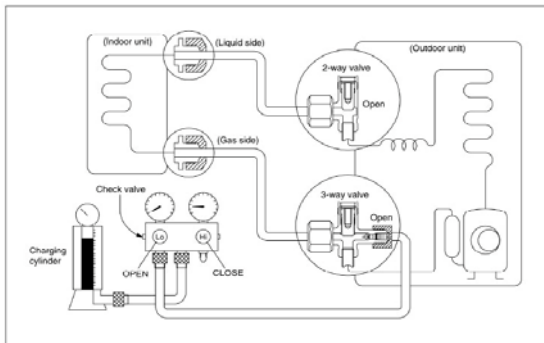 (Indoor unit)
(Liquid side)
(Outdoor unit)
2-way valve
Open
(Gas side)
Check valve
3-way valve
Open
Lo
Hi
Charging
cylinder
OPEN
CLOSE